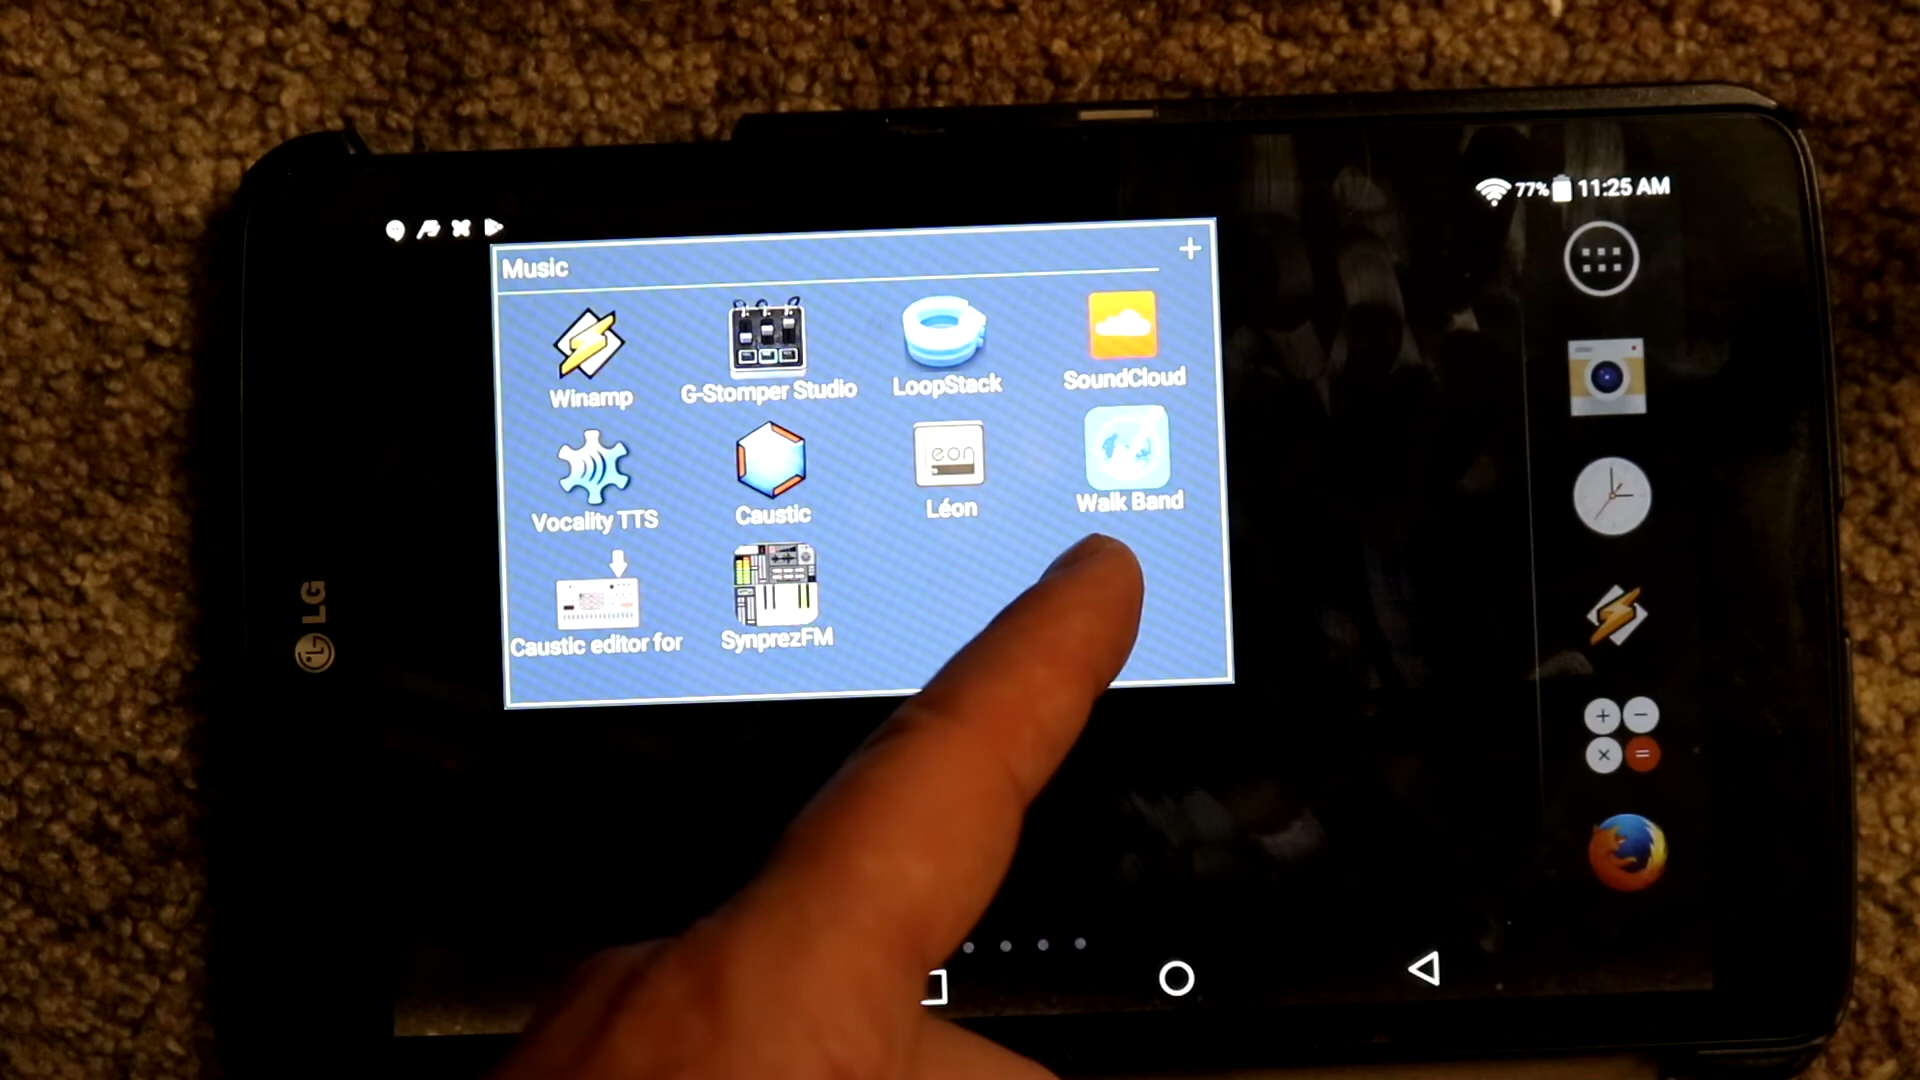 77% 11:25 AM
Music
Winamp
G-Stomper Studio
LoopStack
SoundCloud
Vocality TTS
Caustic
leon
Léon
Walk Band
Caustic editor for
SynprezFM
LG